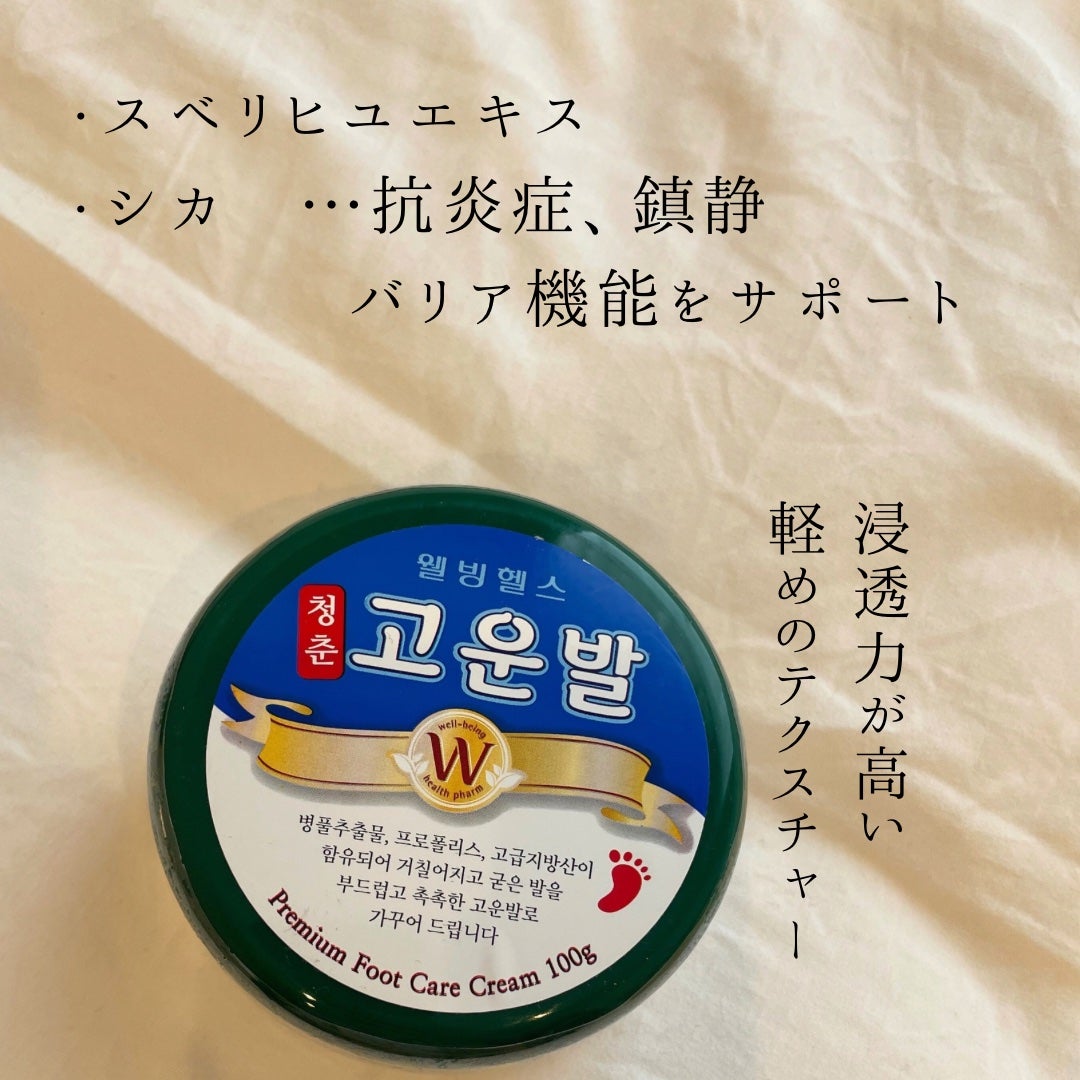 ・スベリヒユエキス
・シカ …抗炎症、鎮静
バリア機能をサポート
浸透力が高い
軽めのテクスチャー
웰빙헬스
청춘
고운발
well-being
W
health pharm
병풀추출물, 프로폴리스, 고급지방산이
함유되어 거칠어지고 굳은 발을
부드럽고 촉촉한 고운발로
가꾸어 드립니다
Premium Foot Care Cream 100g